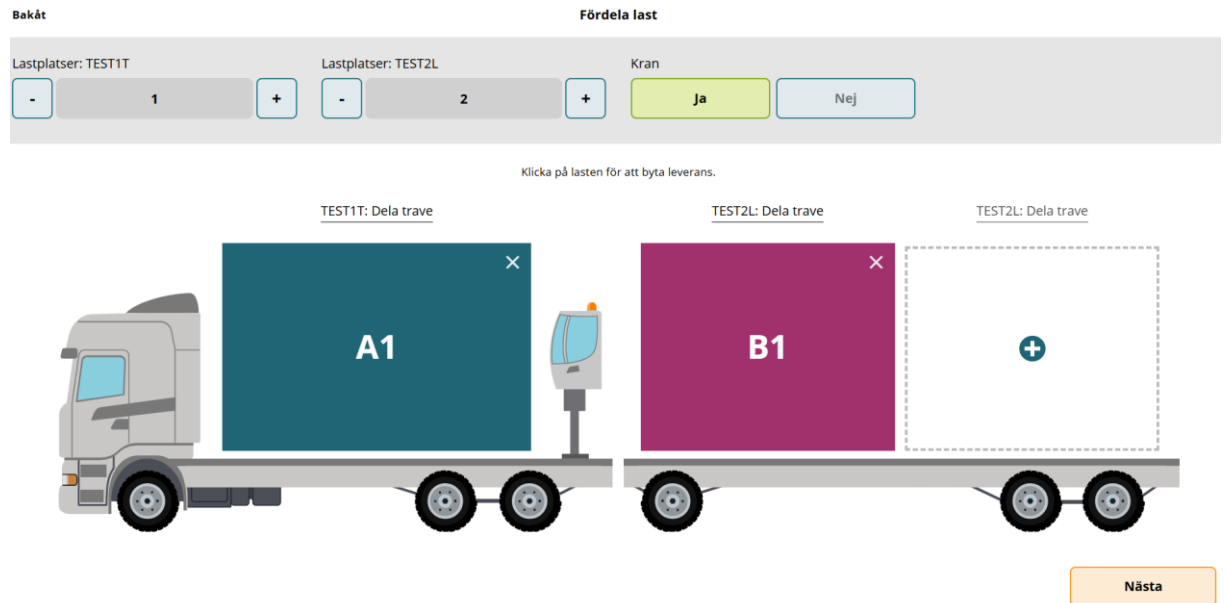 Bakåt
Fördela last
Lastplatser: TEST1T
Lastplatser: TEST2L
Kran
- 1 +
- 2 +
Ja
Nej
Klicka på lasten för att byta leverans.
TEST1T: Dela trave
TEST2L: Dela trave
TEST2L: Dela trave
A1
B1
Nästa